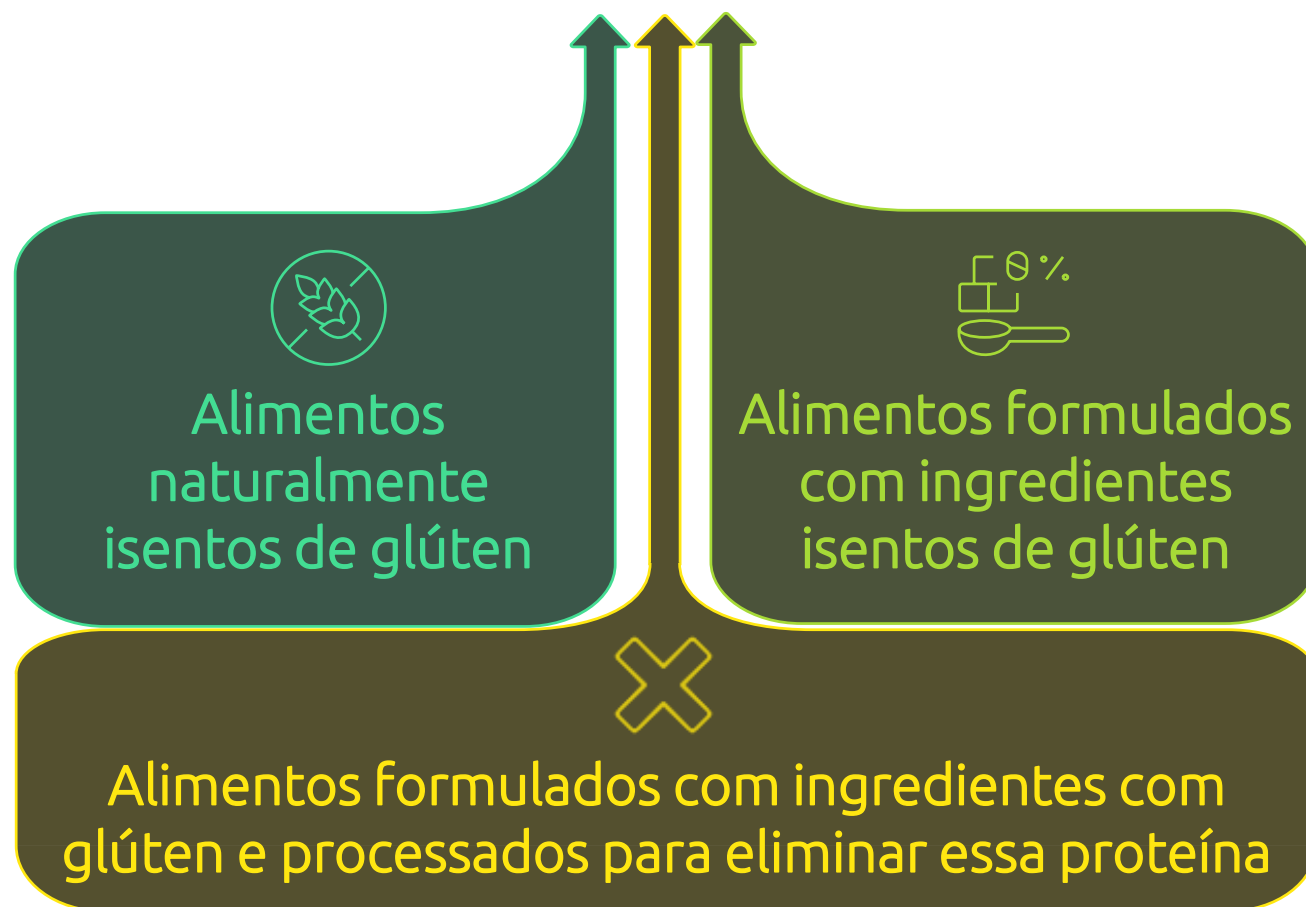 0 %
Alimentos
naturalmente
isentos de glúten
Alimentos formulados
com ingredientes
isentos de glúten
Alimentos formulados com ingredientes com
glúten e processados para eliminar essa proteína